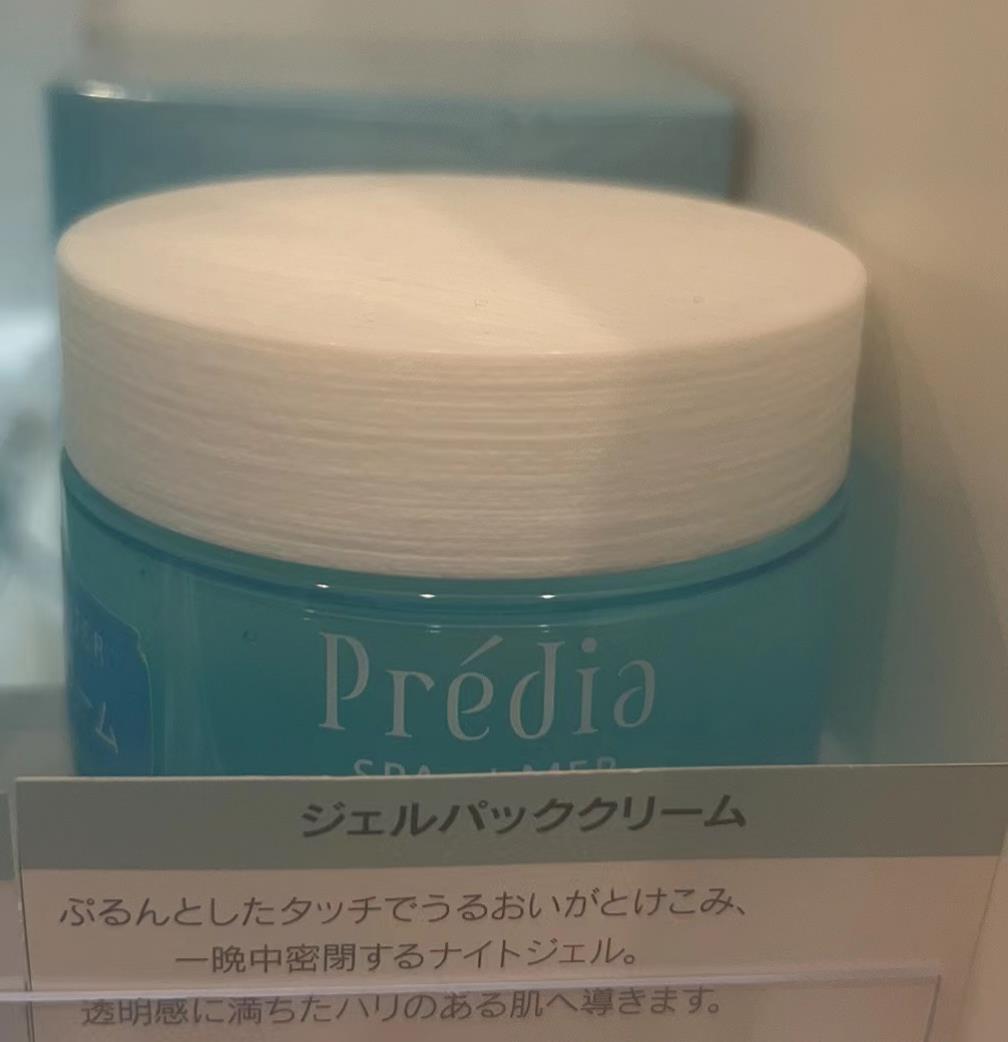 Prédia
ジェルパッククリーム
ぷるんとしたタッチでうるおいがとけこみ、
一晩中密閉するナイトジェル。
透明感に満ちたハリのある肌へ導きます。